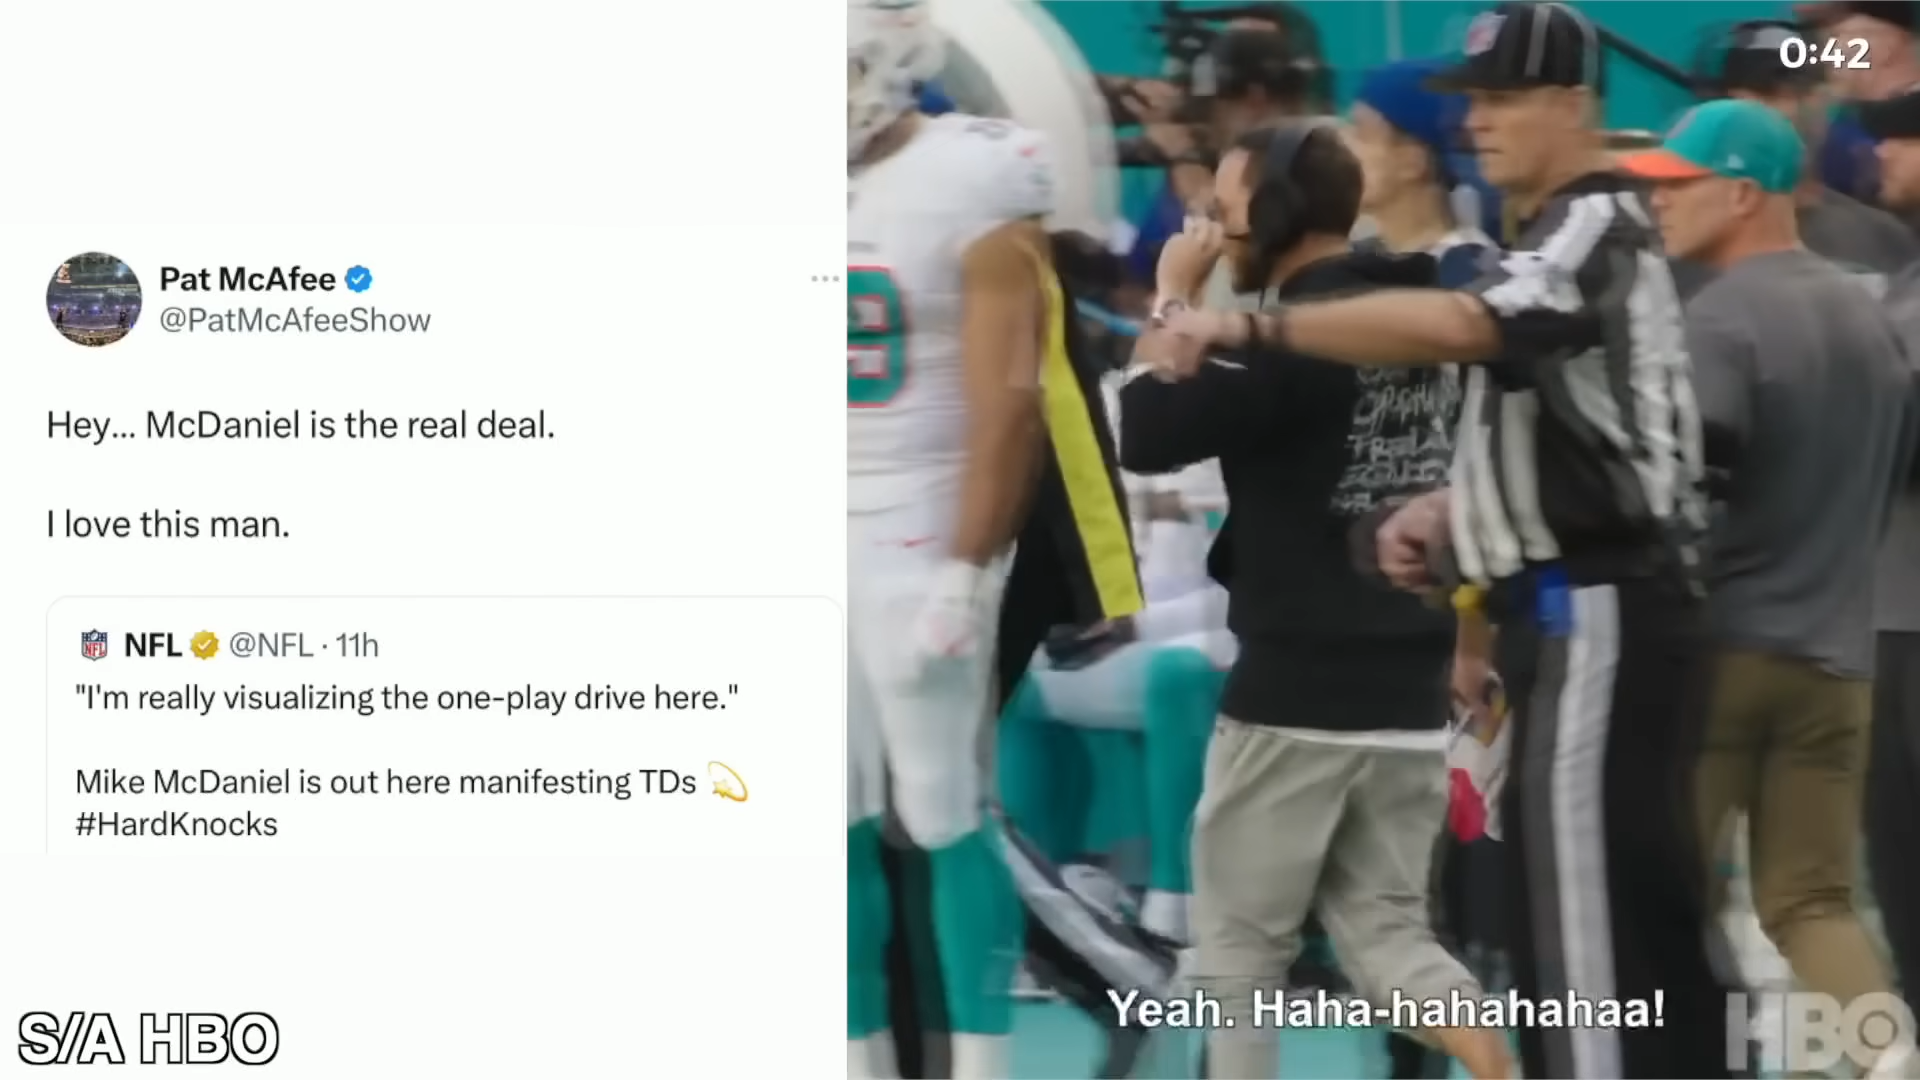 Pat McAfee
@PatMcAfeeShow
Hey... McDaniel is the real deal.
I love this man.
NFL @NFL · 11h
"I'm really visualizing the one-play drive here."
Mike McDaniel is out here manifesting TDs 💫
#HardKnocks
S/A HBO
0:42
Yeah. Haha-hahahahaa!
HBO